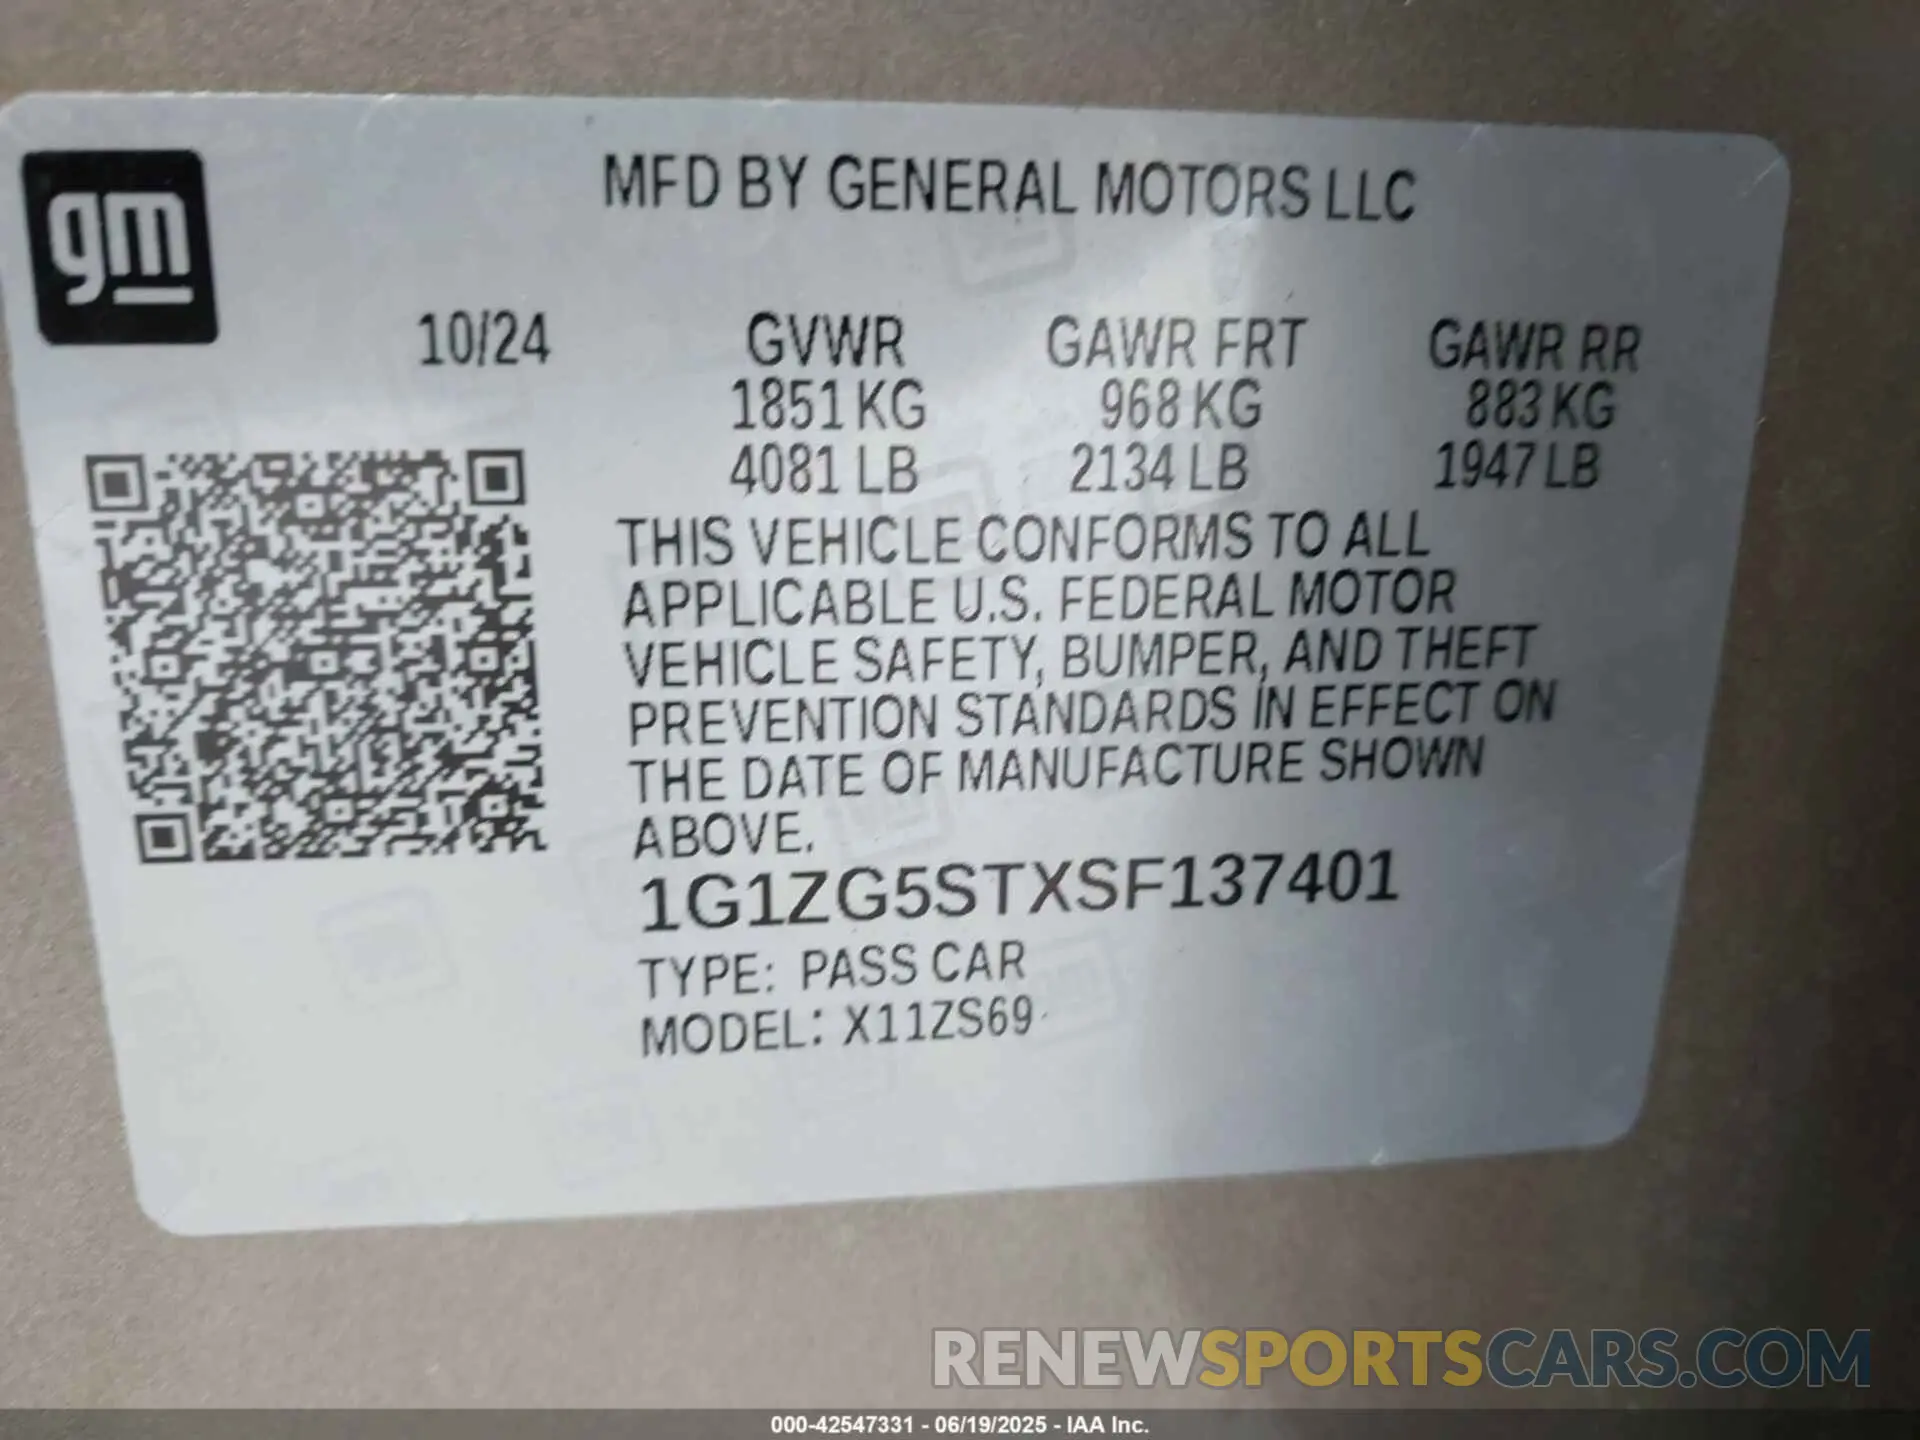 gm
MFD BY GENERAL MOTORS LLC
10/24 GVWR GAWR FRT GAWR RR
1851 KG 968 KG 883 KG
4081 LB 2134 LB 1947 LB
THIS VEHICLE CONFORMS TO ALL
APPLICABLE U.S. FEDERAL MOTOR
VEHICLE SAFETY, BUMPER, AND THEFT
PREVENTION STANDARDS IN EFFECT ON
THE DATE OF MANUFACTURE SHOWN
ABOVE.
1G1ZG5STXSF137401
TYPE: PASS CAR
MODEL: X11ZS69
RENEWSPORTSCARS.COM
000-42547331 - 06/19/2025 - IAA Inc.